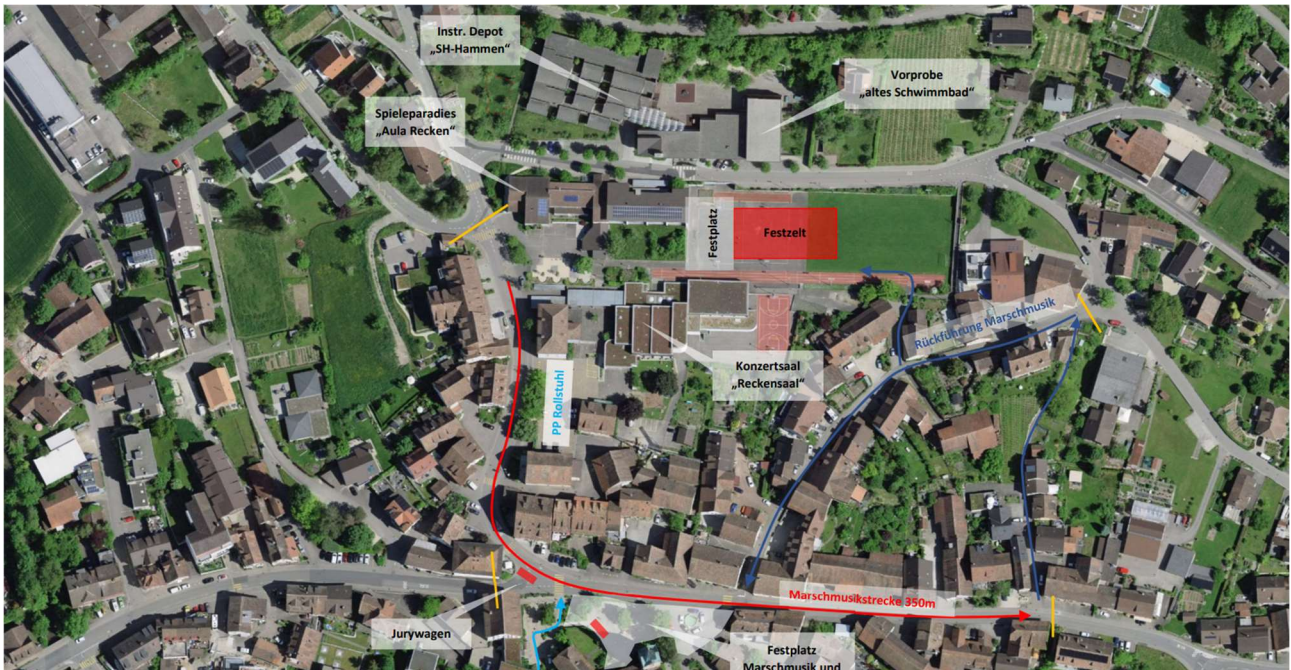 Instr. Depot
„SH-Hammen“
Vorprobe
„altes Schwimmbad“
Spieleparadies
„Aula Recken“
Festplatz
Festzelt
Rückführung Marschmusik
Konzertsaal
„Reckensaal“
PP Rollstuhl
Marschmusikstrecke 350m
Jurywagen
Festplatz
Marschmusik und